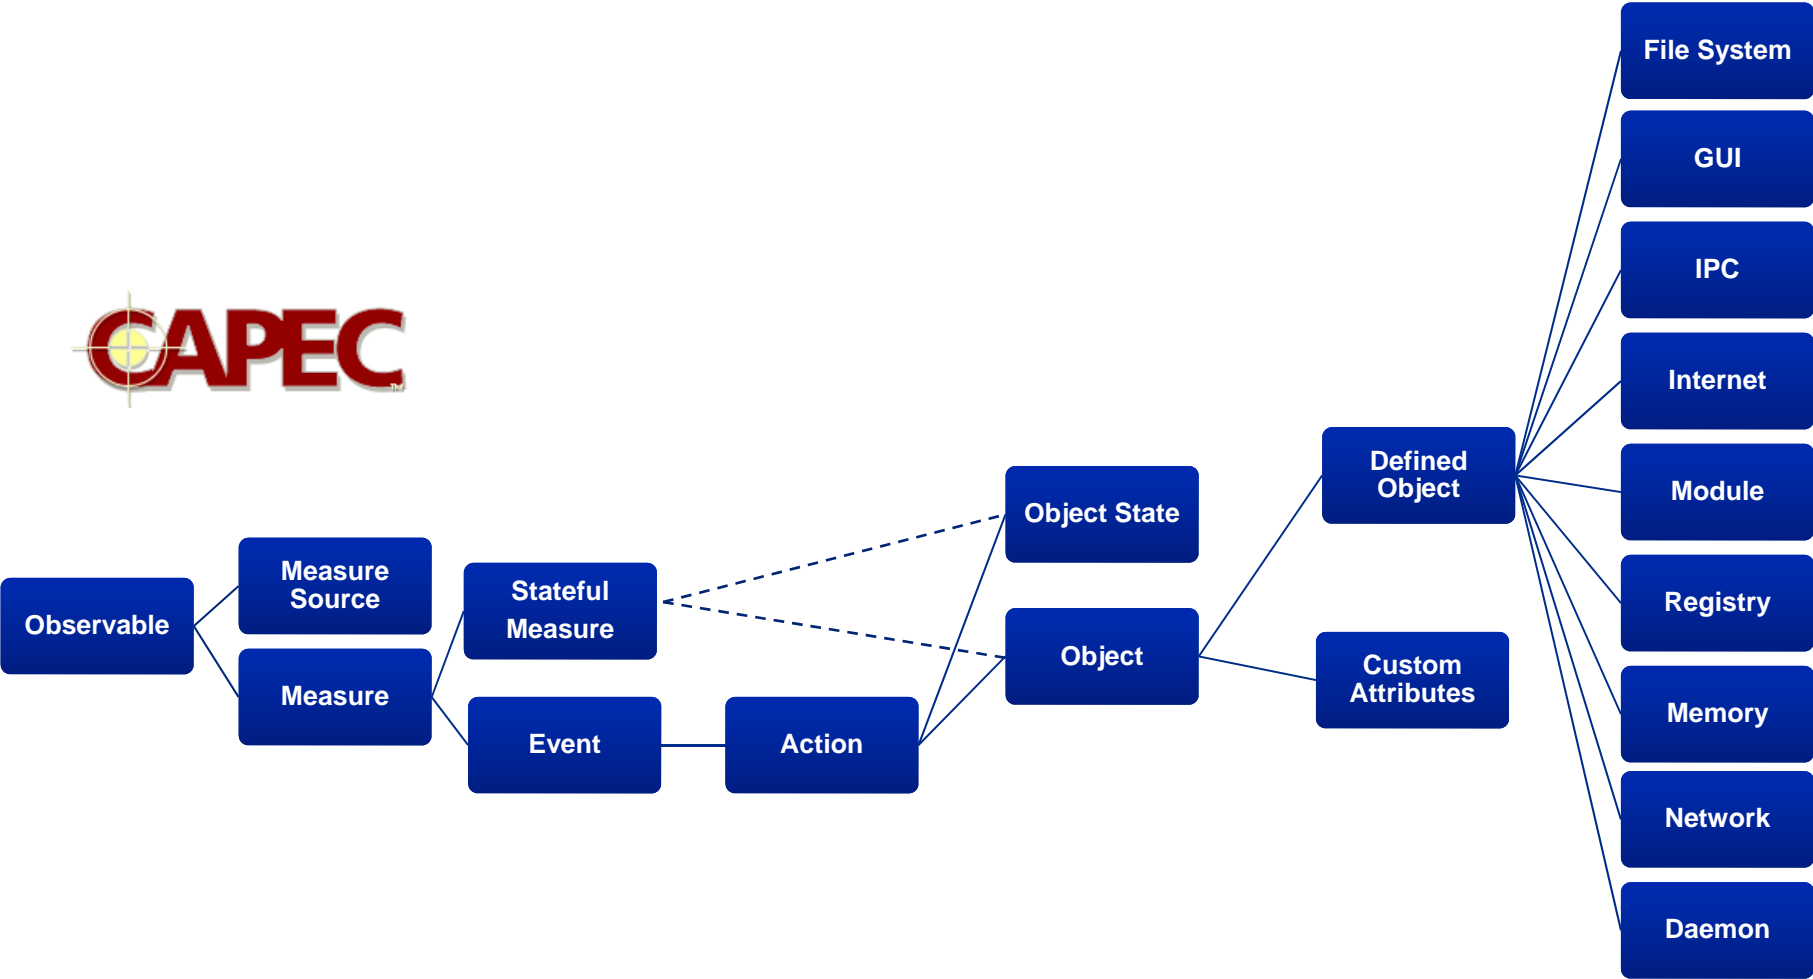 File System
GUI
IPC
CAPEC
TM
Internet
Defined
Object
Module
Object State
Measure
Source
Stateful
Measure
Observable
Registry
Measure
Object
Custom
Attributes
Memory
Event
Action
Network
Daemon